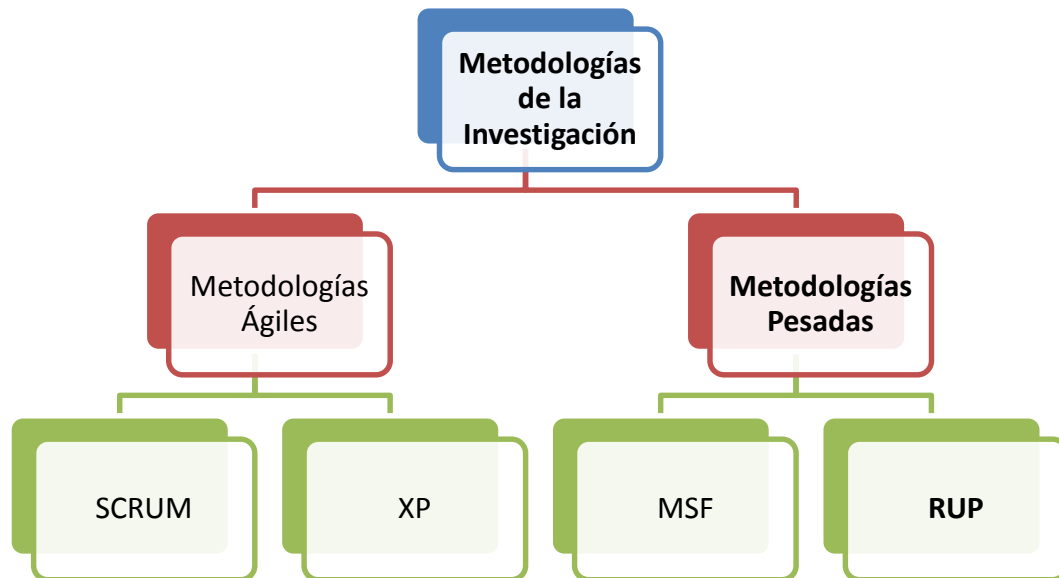 Metodologías
de la
Investigación
Metodologías
Ágiles
Metodologías
Pesadas
SCRUM
XP
MSF
RUP